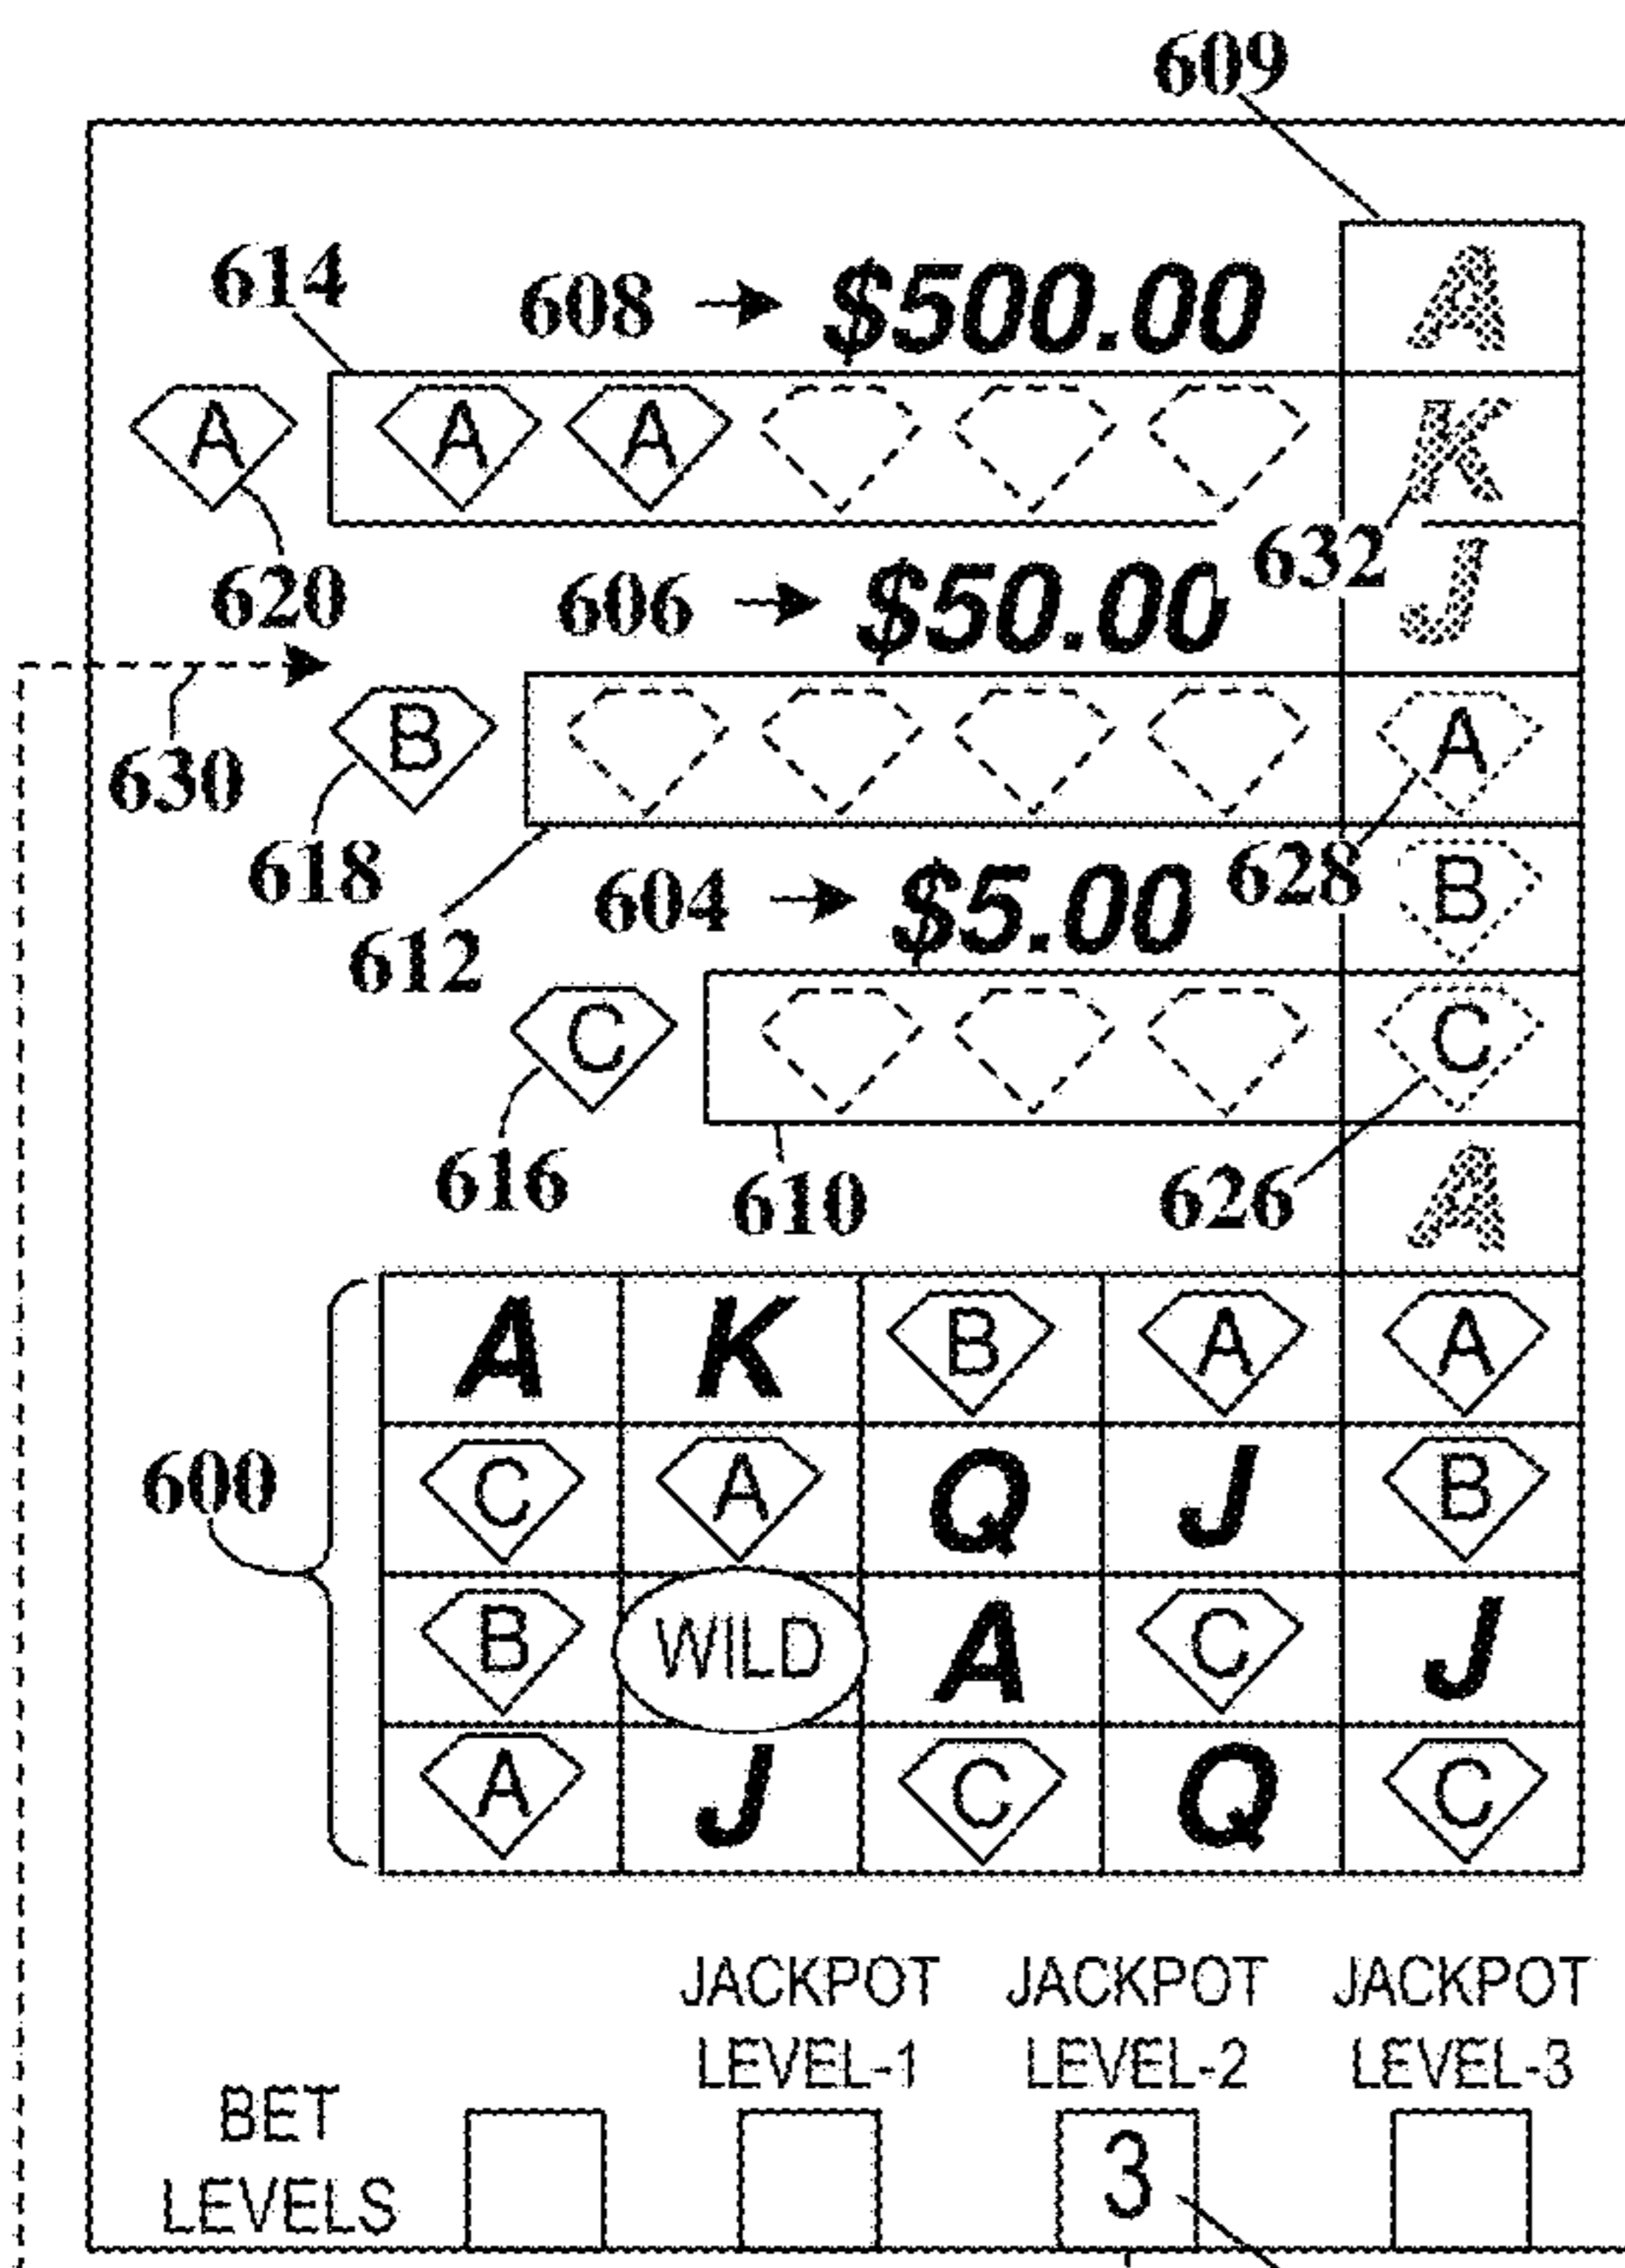 609
614 608 $500.00 A
A A A K
620 606 $50.00 632 J
630 B A
618 604 $5.00 628 B
612
C C
616 610 626 A
A K B A A
600 C A Q J B
B WILD A C J
A J C Q C
JACKPOT JACKPOT JACKPOT
LEVEL-1 LEVEL-2 LEVEL-3
BET
LEVELS 3